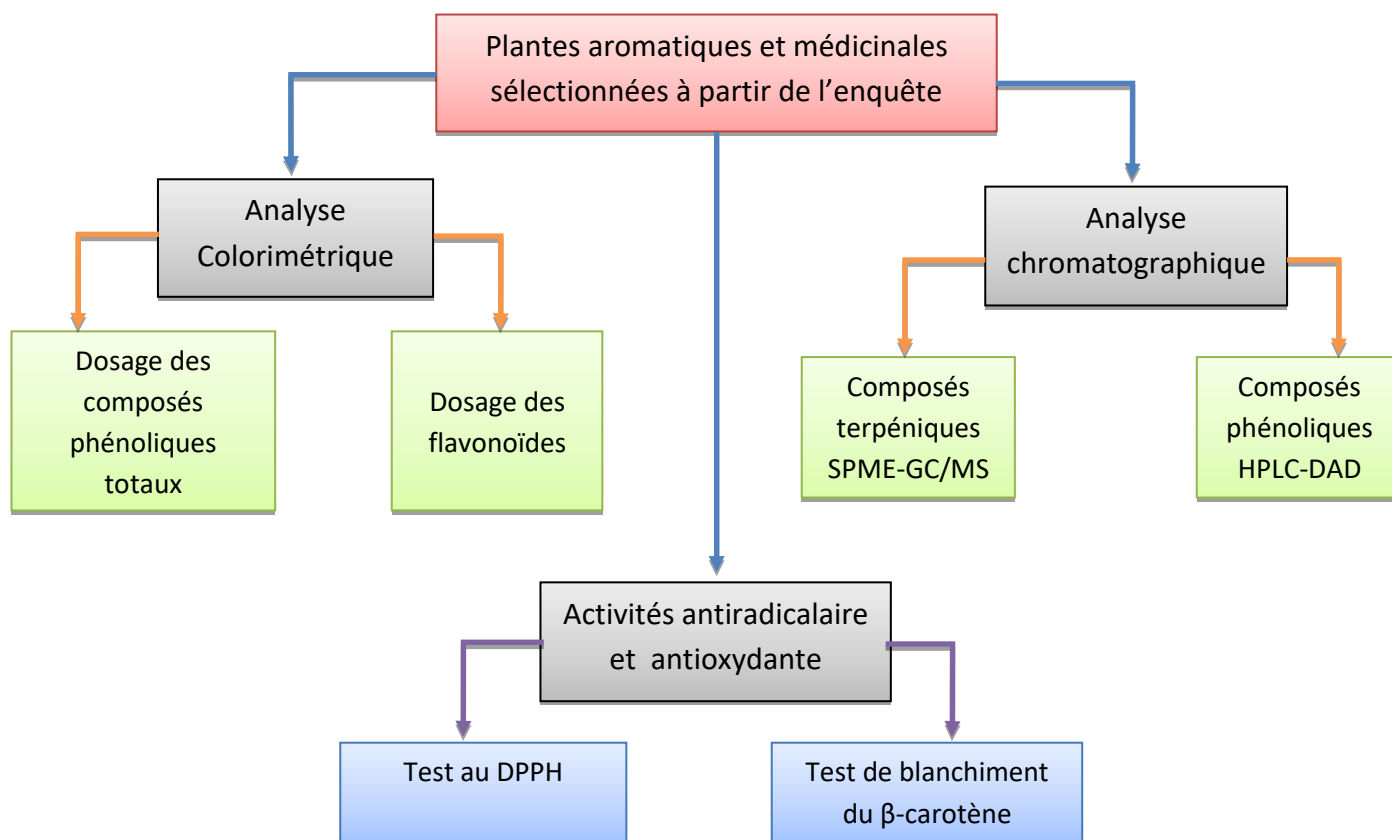 Plantes aromatiques et médicinales
sélectionnées à partir de l’enquête
Analyse
Colorimétrique
Analyse
chromatographique
Dosage des
composés
phénoliques
totaux
Dosage des
flavonoïdes
Composés
terpéniques
SPME-GC/MS
Composés
phénoliques
HPLC-DAD
Activités antiradicalaire
et antioxydante
Test au DPPH
Test de blanchiment
du β-carotène